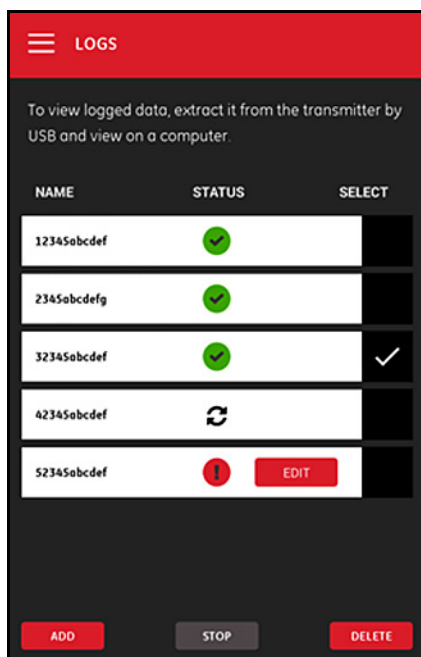 LOGS
To view logged data, extract it from the transmitter by
USB and view on a computer.
NAME STATUS SELECT
12345abcdef
2345abcdefg
32345abcdef
42345abcdef
52345abcdef ! EDIT
ADD STOP DELETE